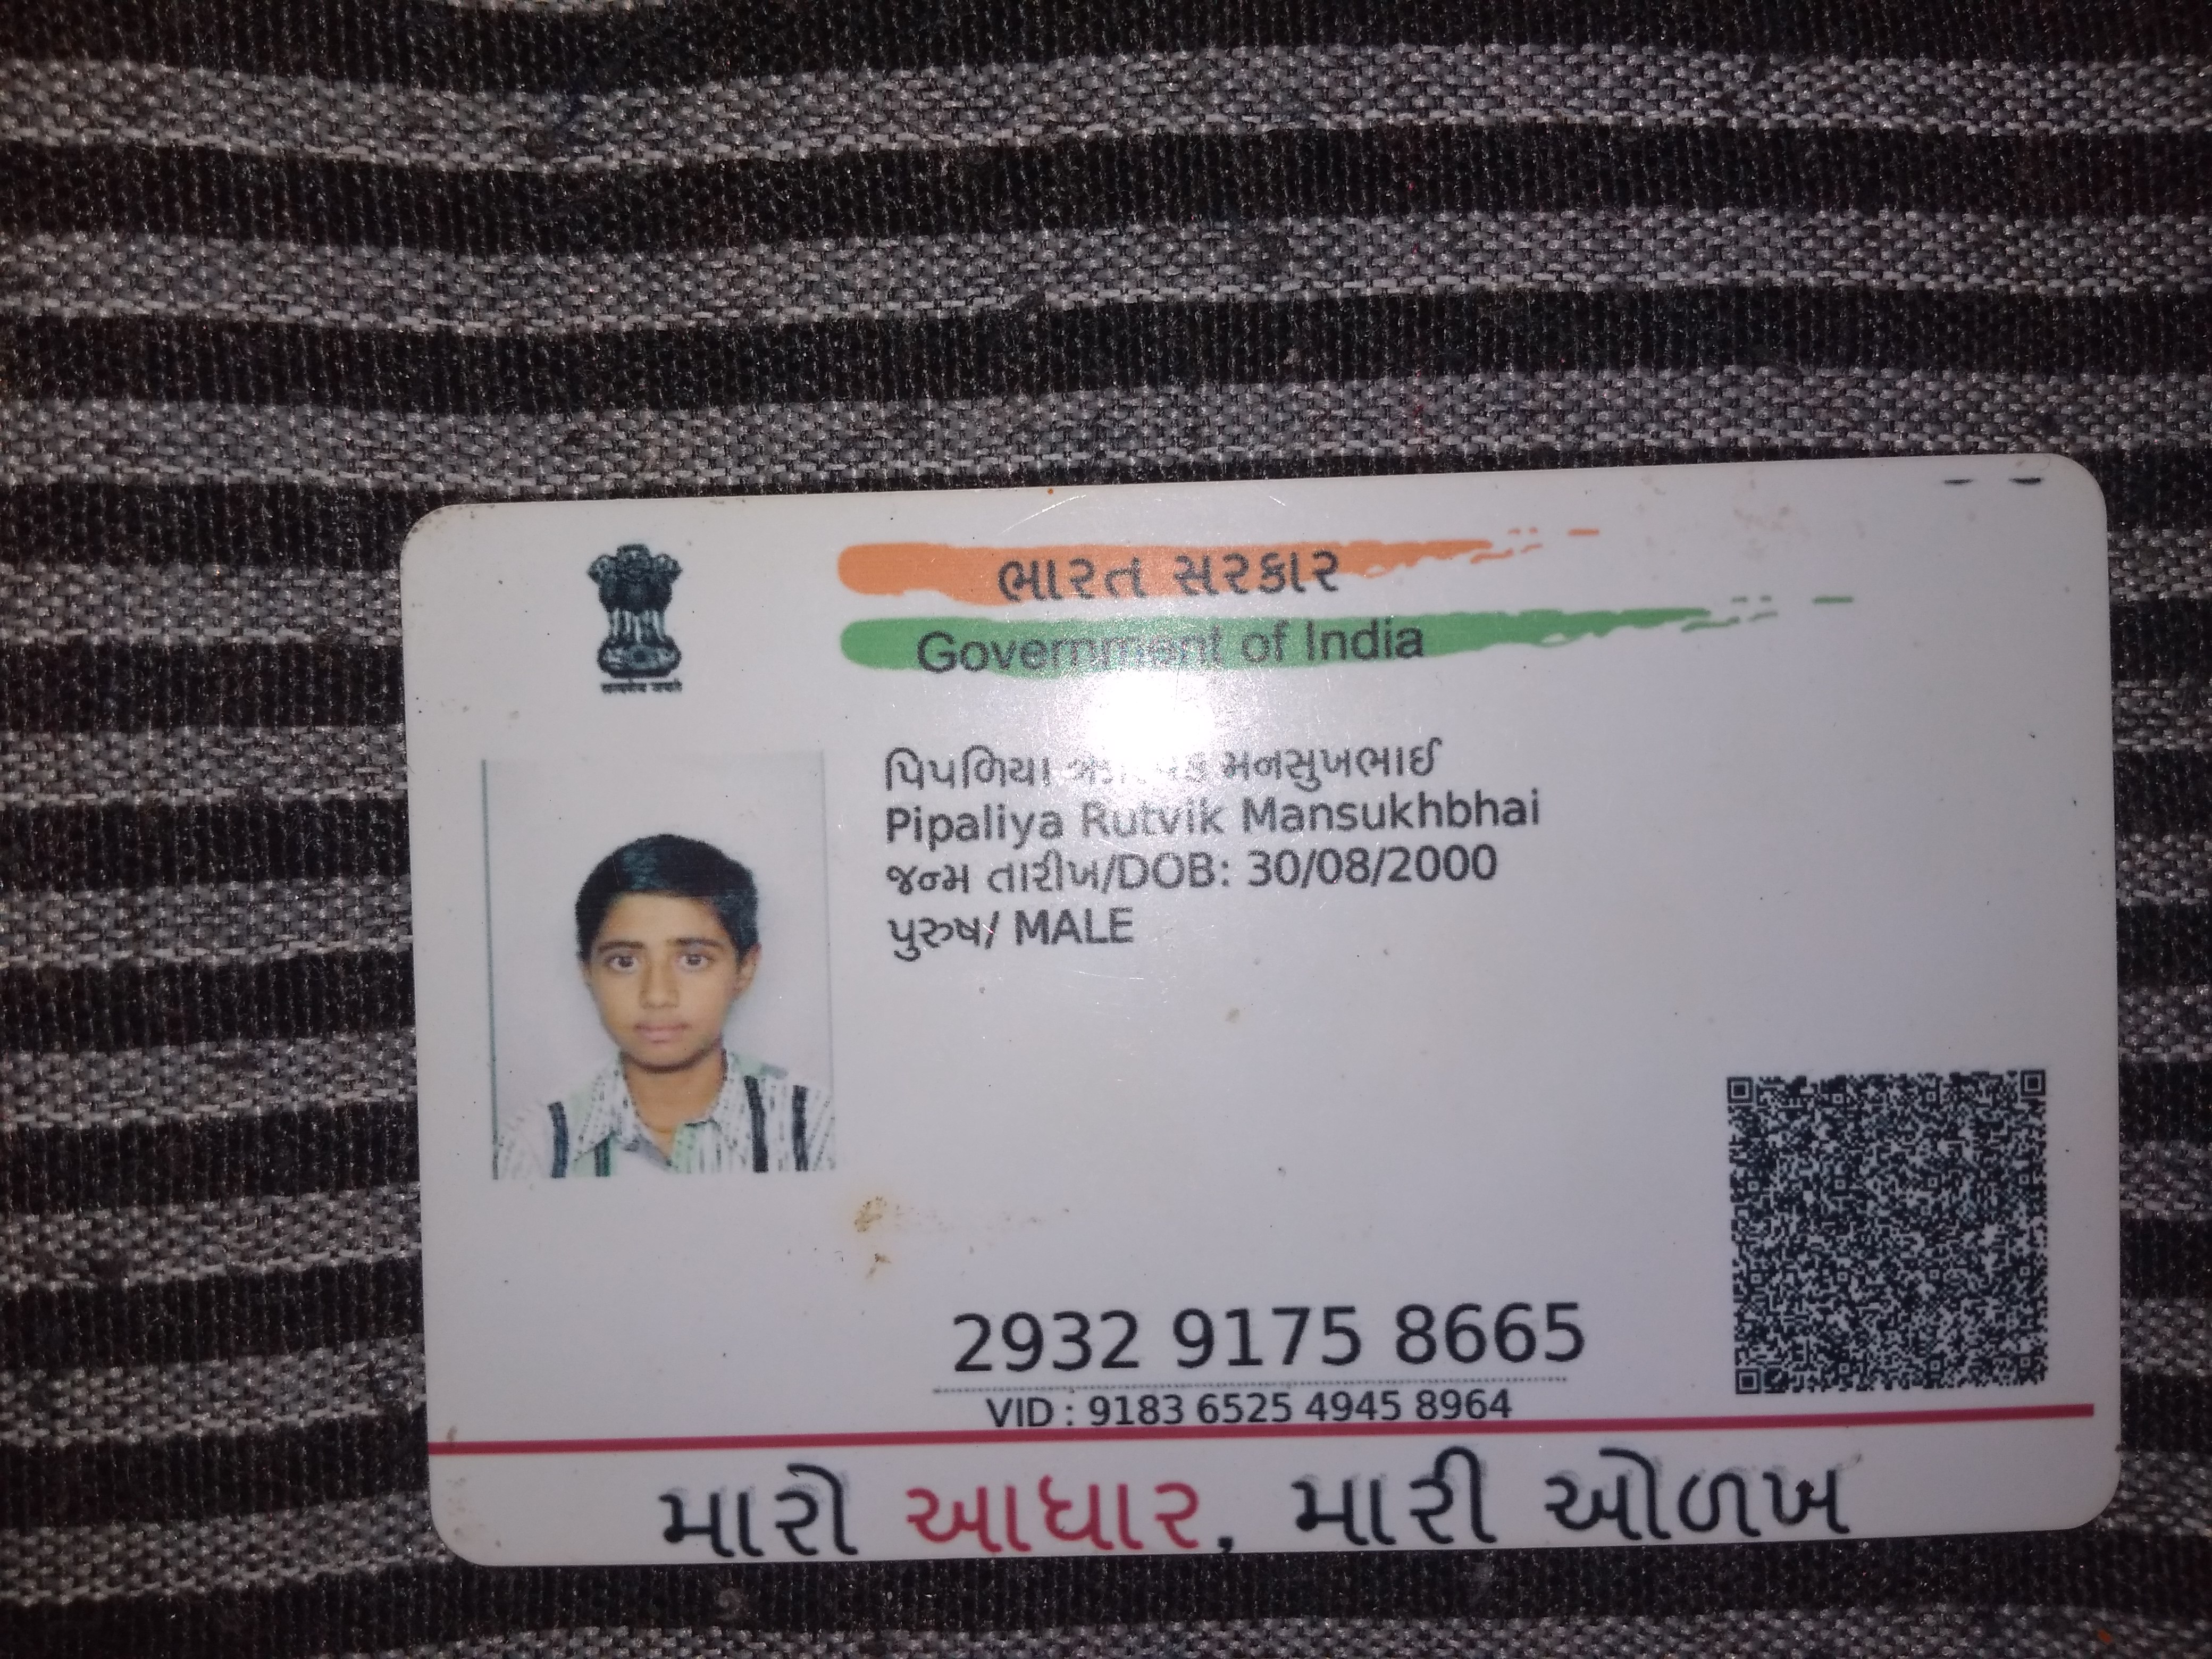 ભારત સરકાર
Government of India
પિપળિયા મનસુખભાઈ
Pipaliya Rutvik Mansukhbhai
જન્મ તારીખ/DOB: 30/08/2000
પુરુષ/ MALE
2932 9175 8665
VID : 9183 6525 4945 8964
મારો આધાર, મારી ઓળખ